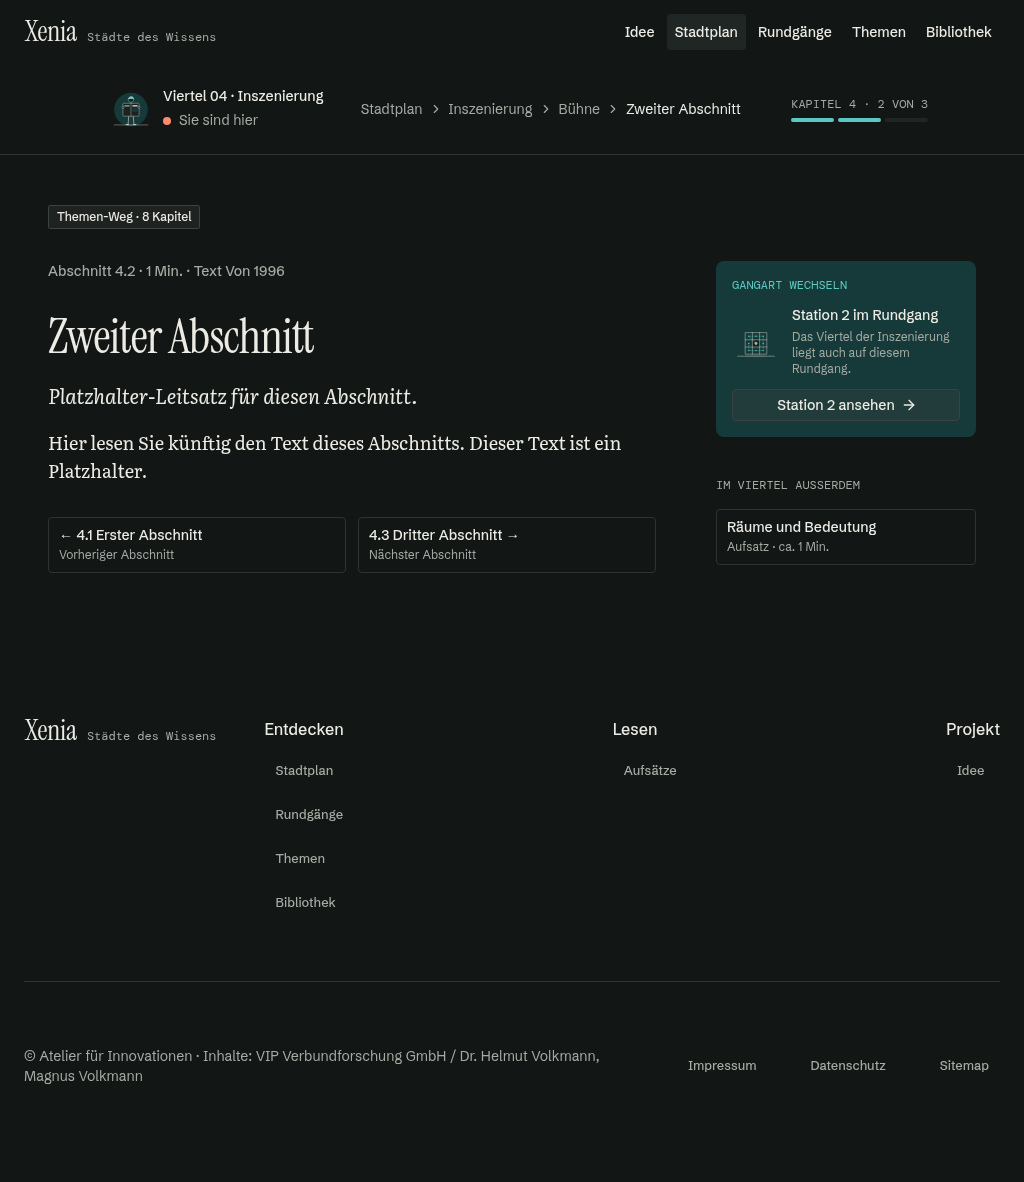 Xenia Städte des Wissens
Idee Stadtplan Rundgänge Themen Bibliothek
Viertel 04 · Inszenierung
Sie sind hier
Stadtplan > Inszenierung > Bühne > Zweiter Abschnitt
KAPITEL 4 · 2 VON 3
Themen-Weg · 8 Kapitel
Abschnitt 4.2 · 1 Min. · Text Von 1996
Zweiter Abschnitt
Platzhalter-Leitsatz für diesen Abschnitt.
Hier lesen Sie künftig den Text dieses Abschnitts. Dieser Text ist ein
Platzhalter.
← 4.1 Erster Abschnitt
Vorheriger Abschnitt
4.3 Dritter Abschnitt →
Nächster Abschnitt
GANGART WECHSELN
Station 2 im Rundgang
Das Viertel der Inszenierung
liegt auch auf diesem
Rundgang.
Station 2 ansehen →
IM VIERTEL AUSSERDEM
Räume und Bedeutung
Aufsatz · ca. 1 Min.
Xenia Städte des Wissens
Entdecken
Stadtplan
Rundgänge
Themen
Bibliothek
Lesen
Aufsätze
Projekt
Idee
© Atelier für Innovationen · Inhalte: VIP Verbundforschung GmbH / Dr. Helmut Volkmann,
Magnus Volkmann
Impressum Datenschutz Sitemap